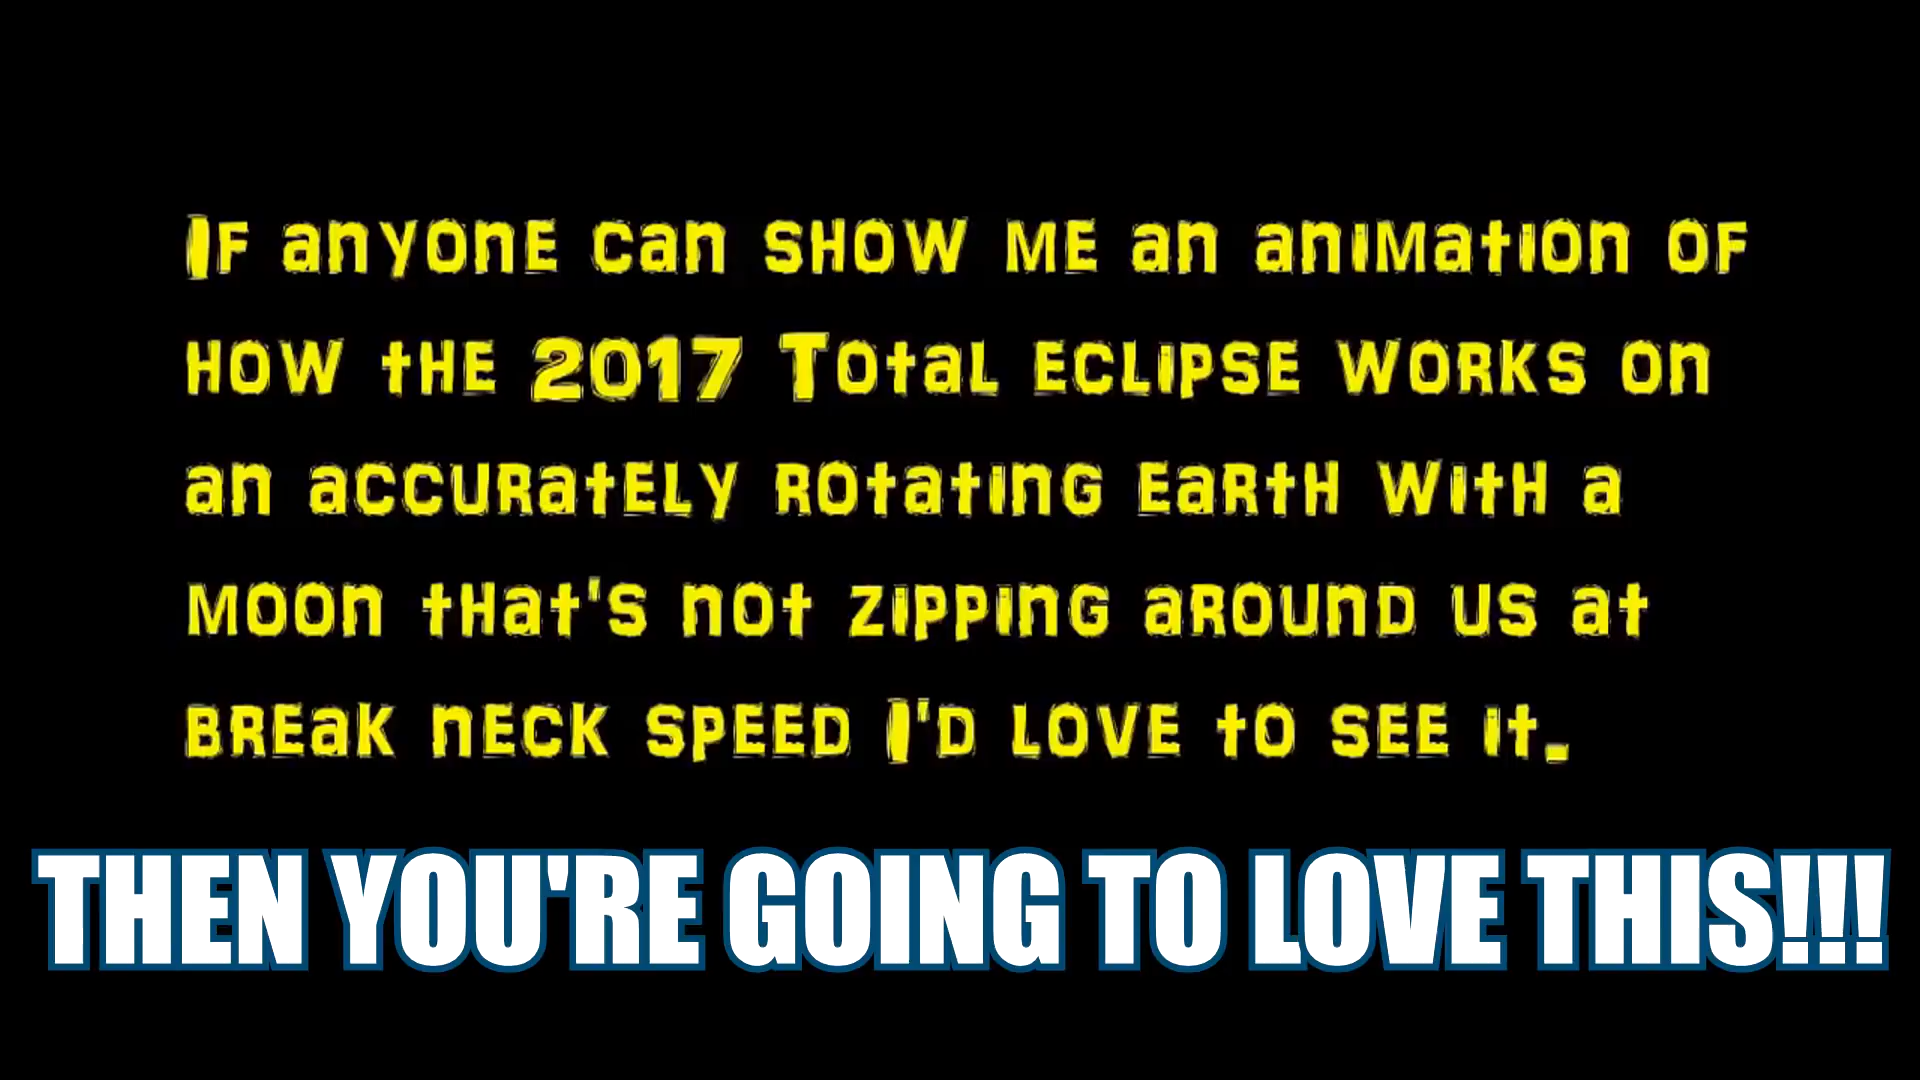 If anyone can show me an animation of
how the 2017 Total eclipse works on
an accurately rotating earth with a
moon that's not zipping around us at
break neck speed I'd love to see it.
THEN YOU'RE GOING TO LOVE THIS!!!